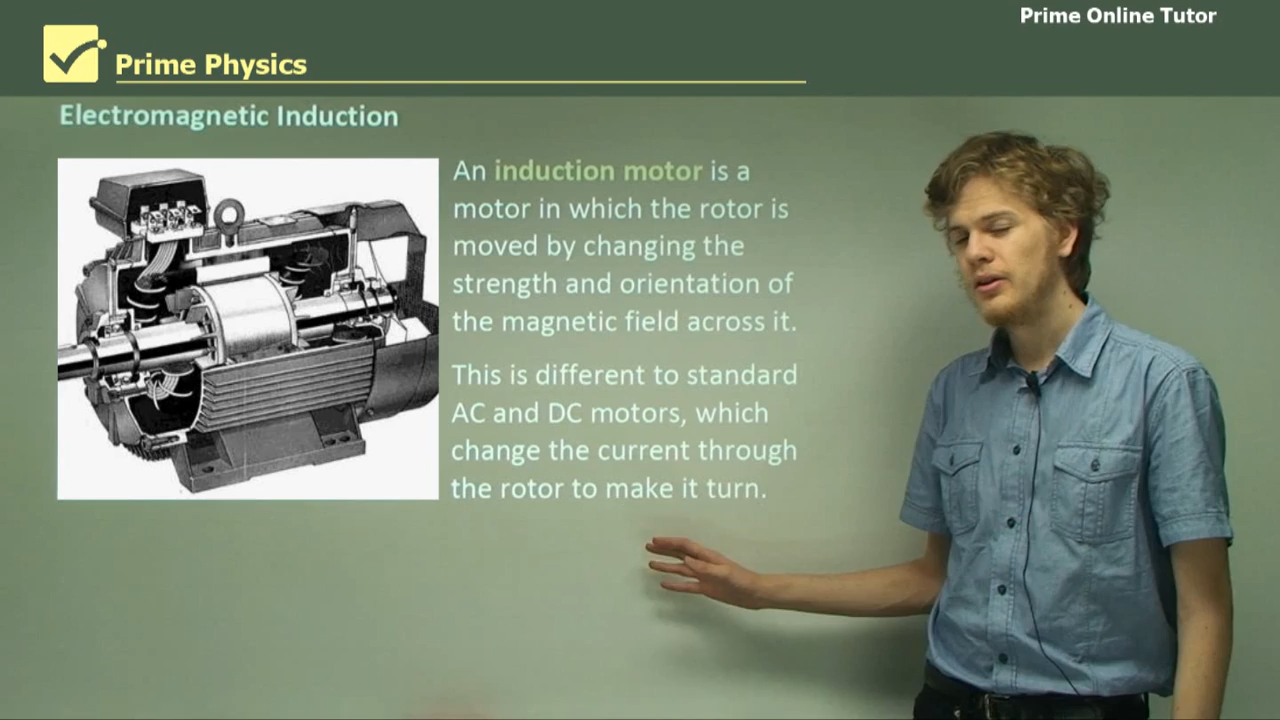 Prime Online Tutor
Prime Physics
Electromagnetic Induction
An induction motor is a
motor in which the rotor is
moved by changing the
strength and orientation of
the magnetic field across it.
This is different to standard
AC and DC motors, which
change the current through
the rotor to make it turn.